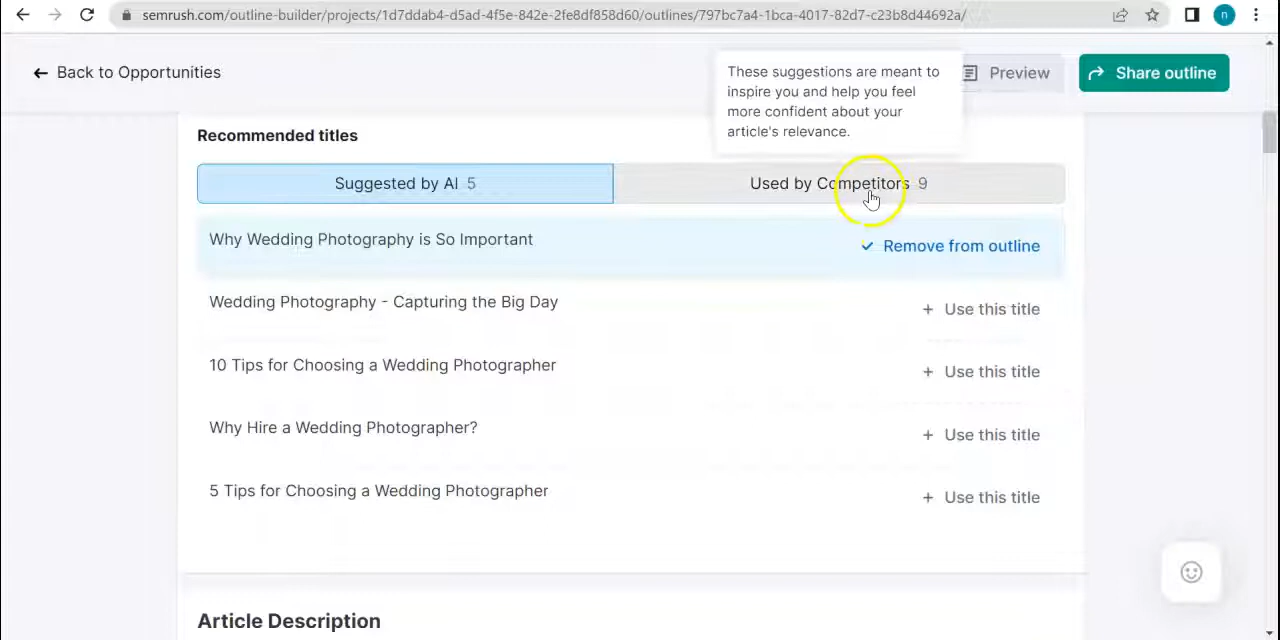 semrush.com/outline-builder/projects/1d7ddab4-d5ad-4f5e-842e-2fe8df858d60/outlines/797bc7a4-1bca-4017-82d7-c23b8d44692a/
n
Back to Opportunities
These suggestions are meant to
inspire you and help you feel
more confident about your
article's relevance.
Preview
Share outline
Recommended titles
Suggested by AI 5
Used by Competitors 9
Why Wedding Photography is So Important
Remove from outline
Wedding Photography - Capturing the Big Day
+ Use this title
10 Tips for Choosing a Wedding Photographer
+ Use this title
Why Hire a Wedding Photographer?
+ Use this title
5 Tips for Choosing a Wedding Photographer
+ Use this title
Article Description